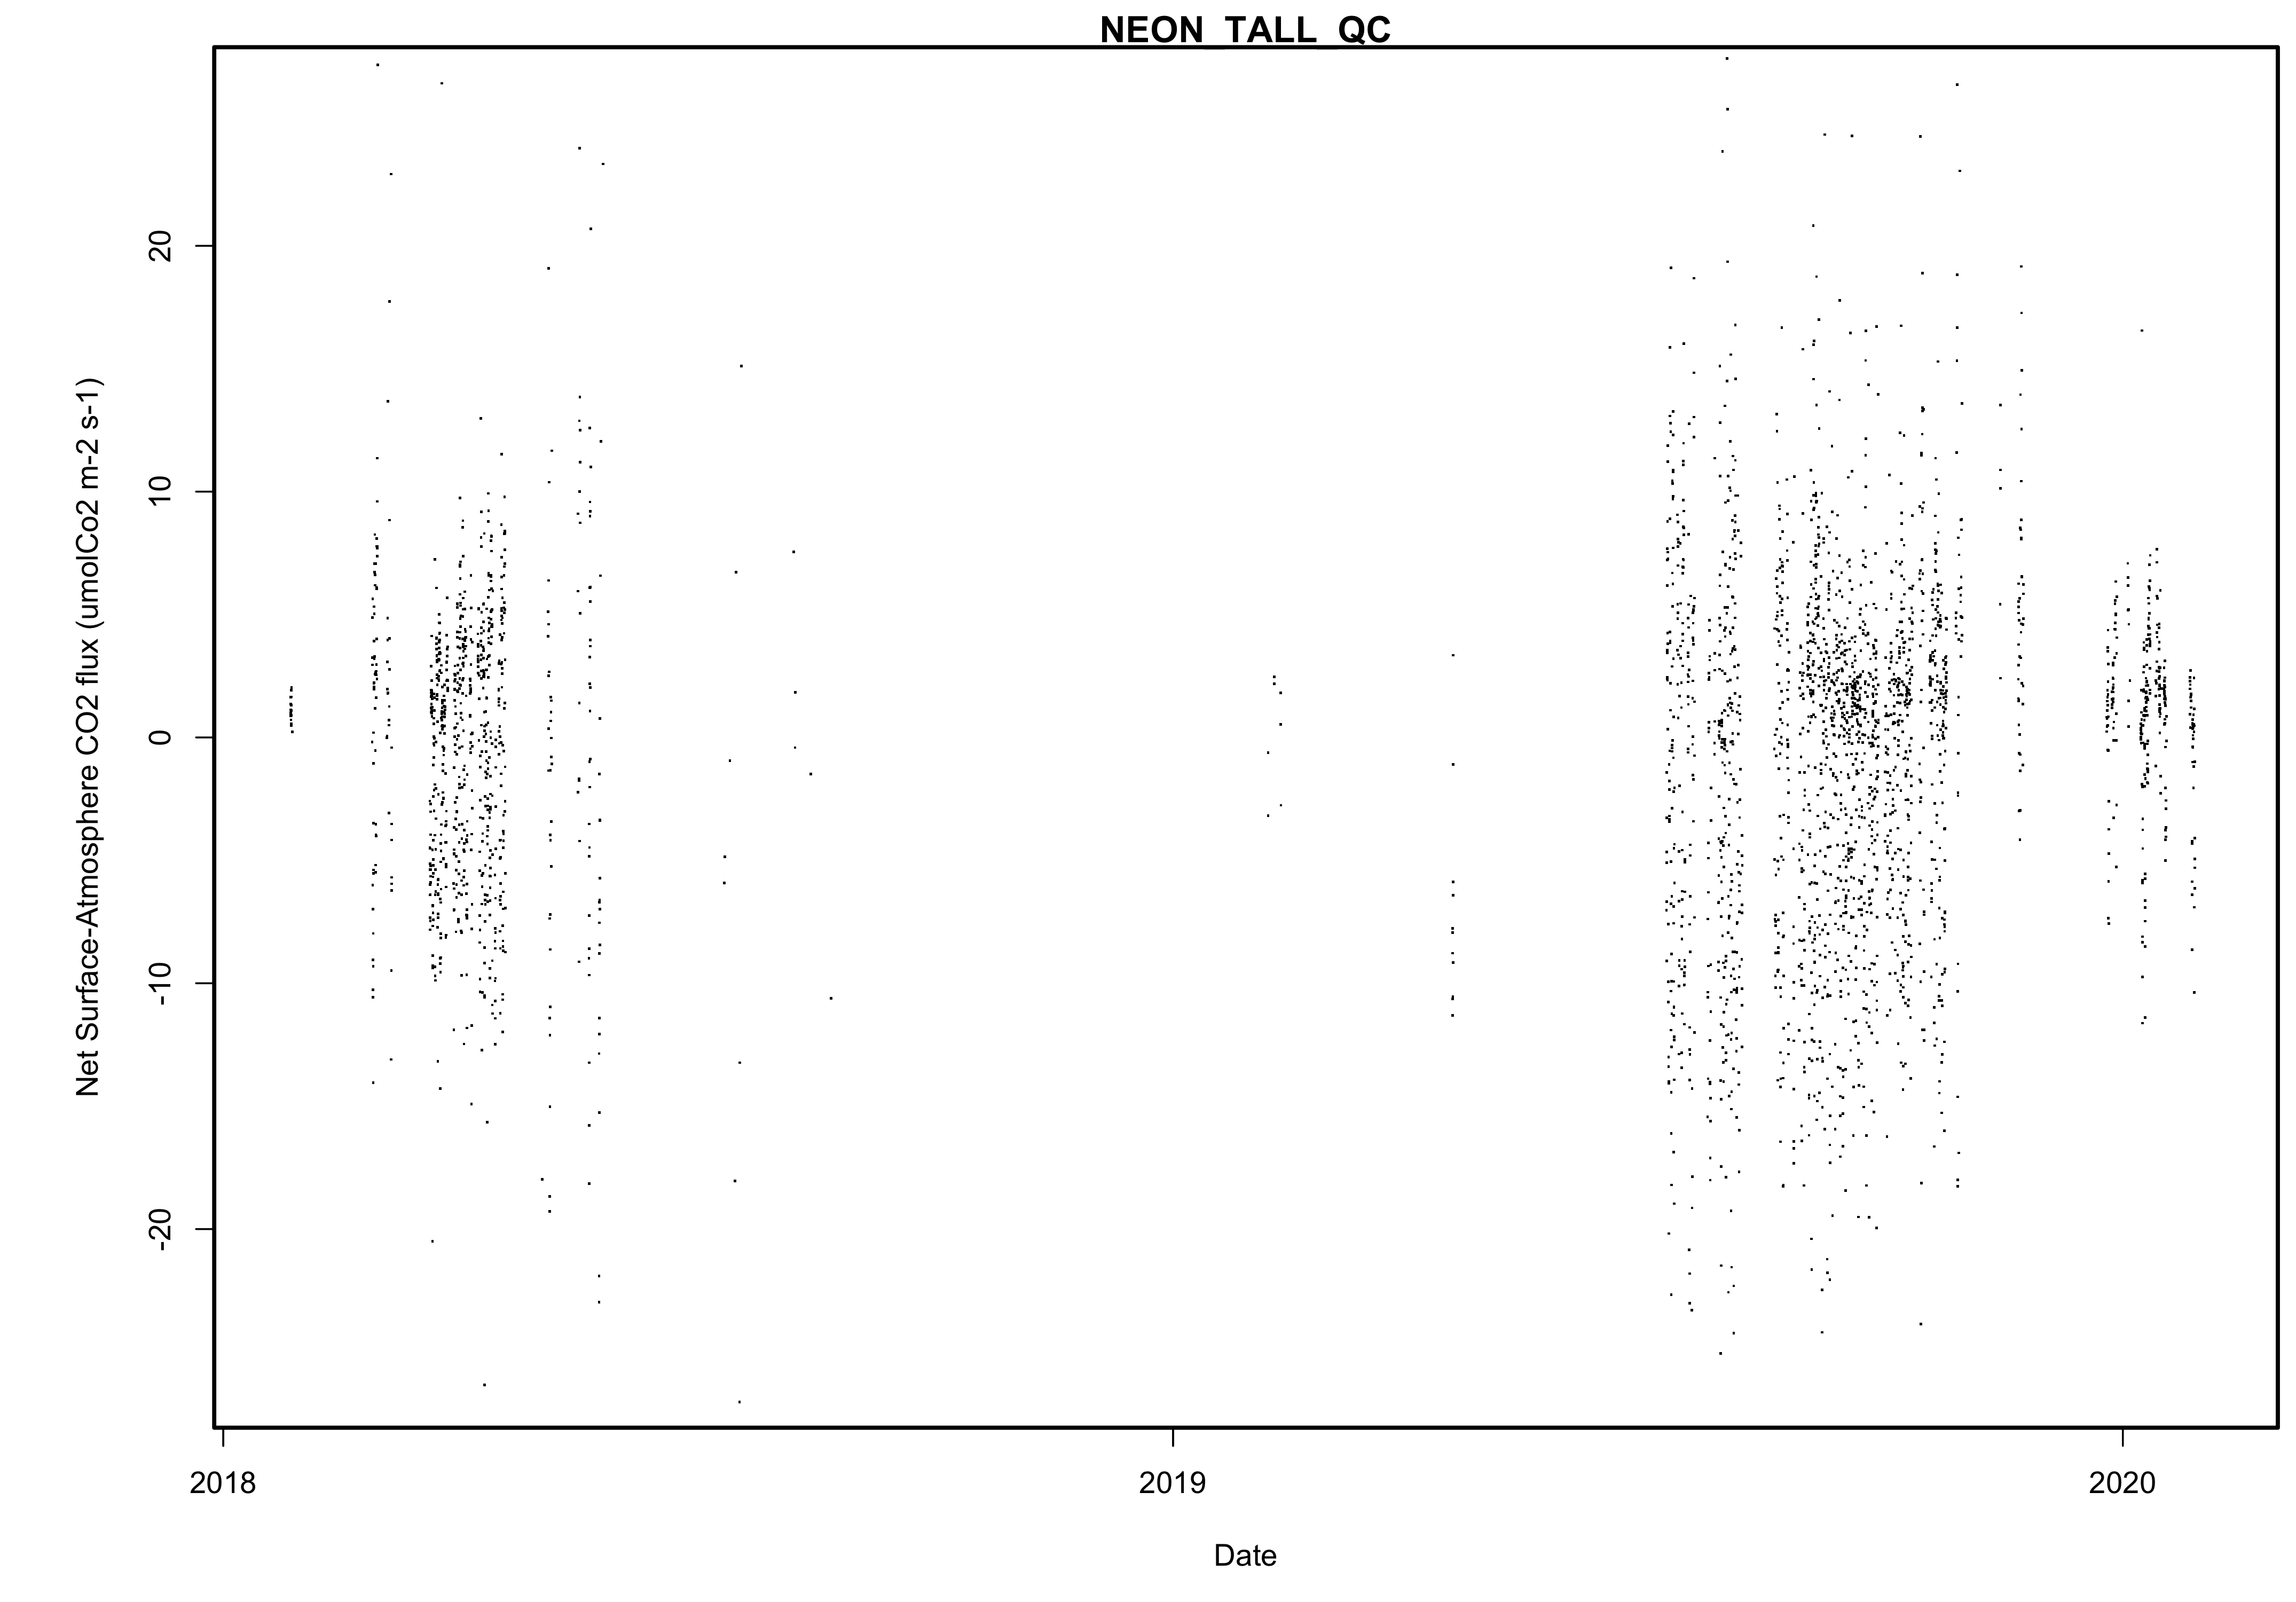 NEON_TALL_QC
Net Surface-Atmosphere CO2 flux (umolCo2 m-2 s-1)
20
10
0
-10
-20
2018
2019
2020
Date